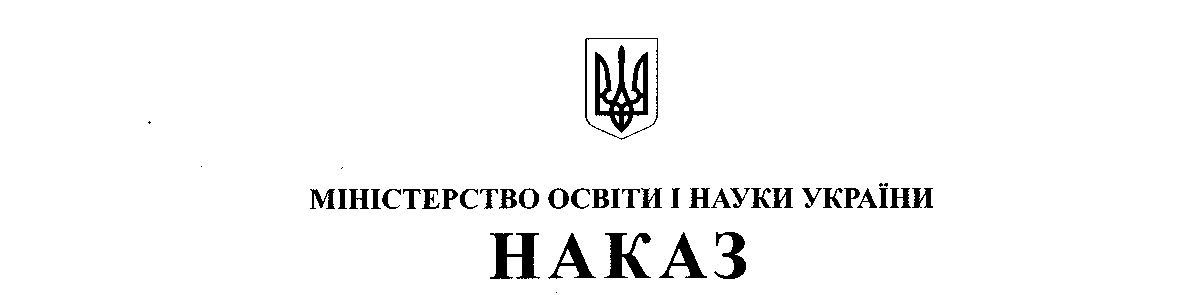 МІНІСТЕРСТВО ОСВІТИ І НАУКИ УКРАЇНИ
НАКАЗ